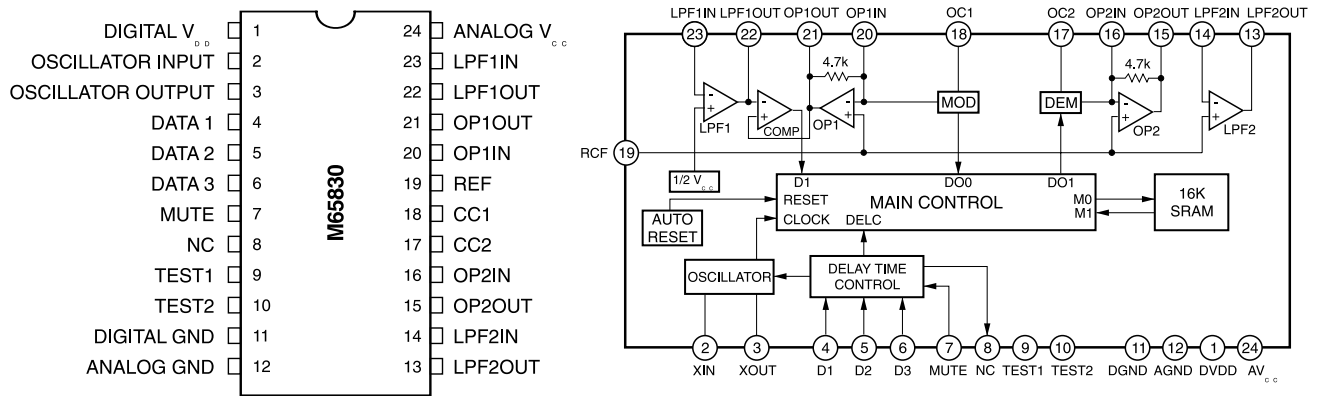 DIGITAL VDD 1 24 ANALOG VCC
OSCILLATOR INPUT 2 23 LPF1IN
OSCILLATOR OUTPUT 3 22 LPF1OUT
DATA 1 4 21 OP1OUT
DATA 2 5 20 OP1IN
DATA 3 6 19 REF
MUTE 7 18 CC1
NC 8 17 CC2
TEST1 9 16 OP2IN
TEST2 10 15 OP2OUT
DIGITAL GND 11 14 LPF2IN
ANALOG GND 12 13 LPF2OUT
M65830
LPF1IN LPF1OUT OP1OUT OP1IN OC1 OC2 OP2IN OP2OUT LPF2IN LPF2OUT
23 22 21 20 18 17 16 15 14 13
4.7k 4.7k
- + LPF1
- + COMP
- + OP1
MOD DEM
- + OP2
- + LPF2
RCF 19
1/2 VCC
D1 DO0 DO1
RESET MAIN CONTROL M0
CLOCK DELC M1
16K
SRAM
AUTO
RESET
OSCILLATOR
DELAY TIME
CONTROL
2 3 4 5 6 7 8 9 10 11 12 1 24
XIN XOUT D1 D2 D3 MUTE NC TEST1 TEST2 DGND AGND DVDD AVCC